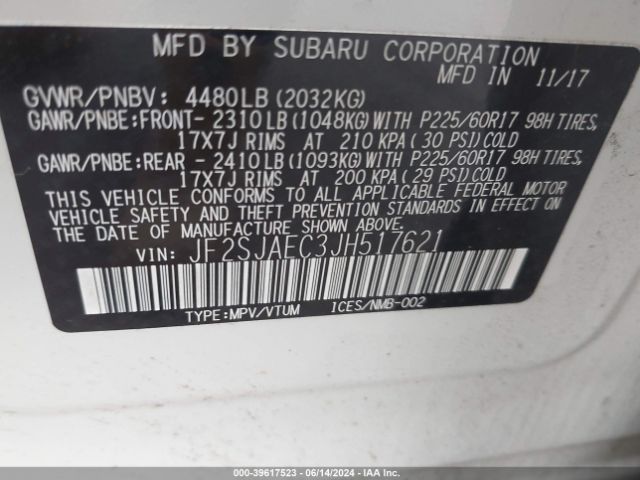 MFD BY SUBARU CORPORATION
MFD IN 11/17
GVWR/PNBV: 4480LB (2032KG)
GAWR/PNBE:FRONT- 2310LB (1048KG)WITH P225/60R17 98H TIRES,
17X7J RIMS AT 210 KPA (30 PSI)COLD
GAWR/PNBE:REAR - 2410LB (1093KG)WITH P225/60R17 98H TIRES,
17X7J RIMS AT 200 KPA (29 PSI)COLD
THIS VEHICLE CONFORMS TO ALL APPLICABLE FEDERAL MOTOR
VEHICLE SAFETY AND THEFT PREVENTION STANDARDS IN EFFECT
ON THE DATE OF MANUFACTURE SHOWN ABOVE.
VIN: JF2SJAEC3JH517621
TYPE:MPV/VTUM ICES/NMB-002
000-39617523 - 06/14/2024 - IAA Inc.